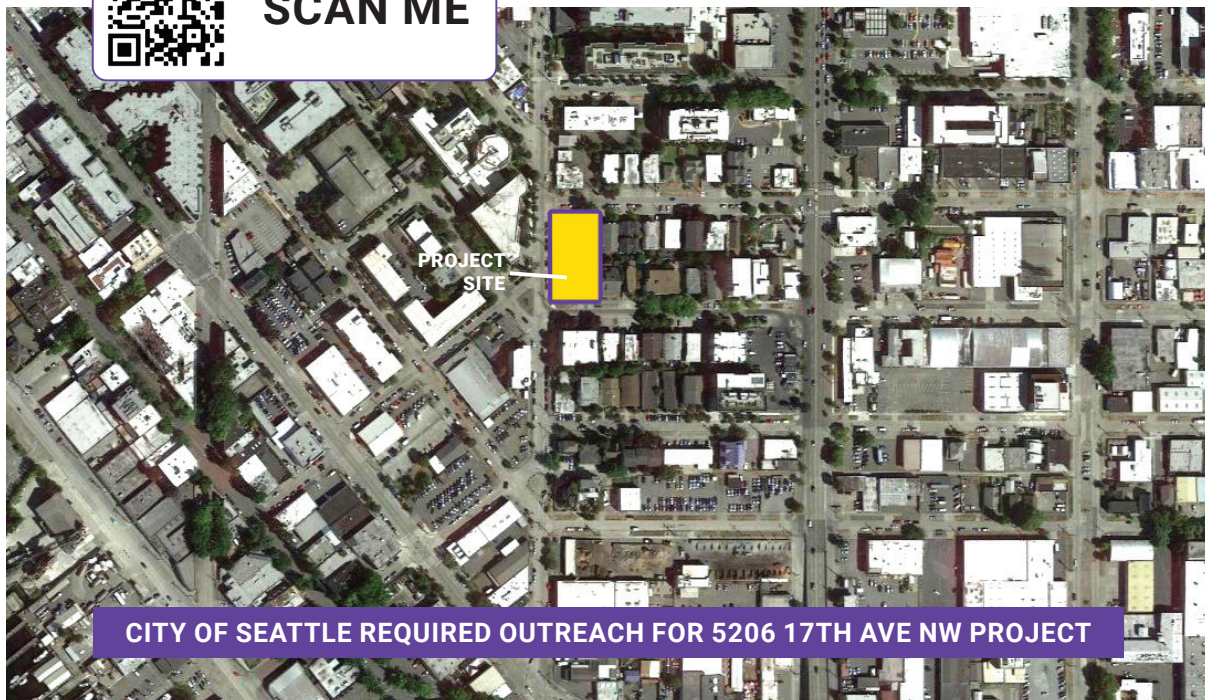 SCAN ME
PROJECT
SITE
CITY OF SEATTLE REQUIRED OUTREACH FOR 5206 17TH AVE NW PROJECT